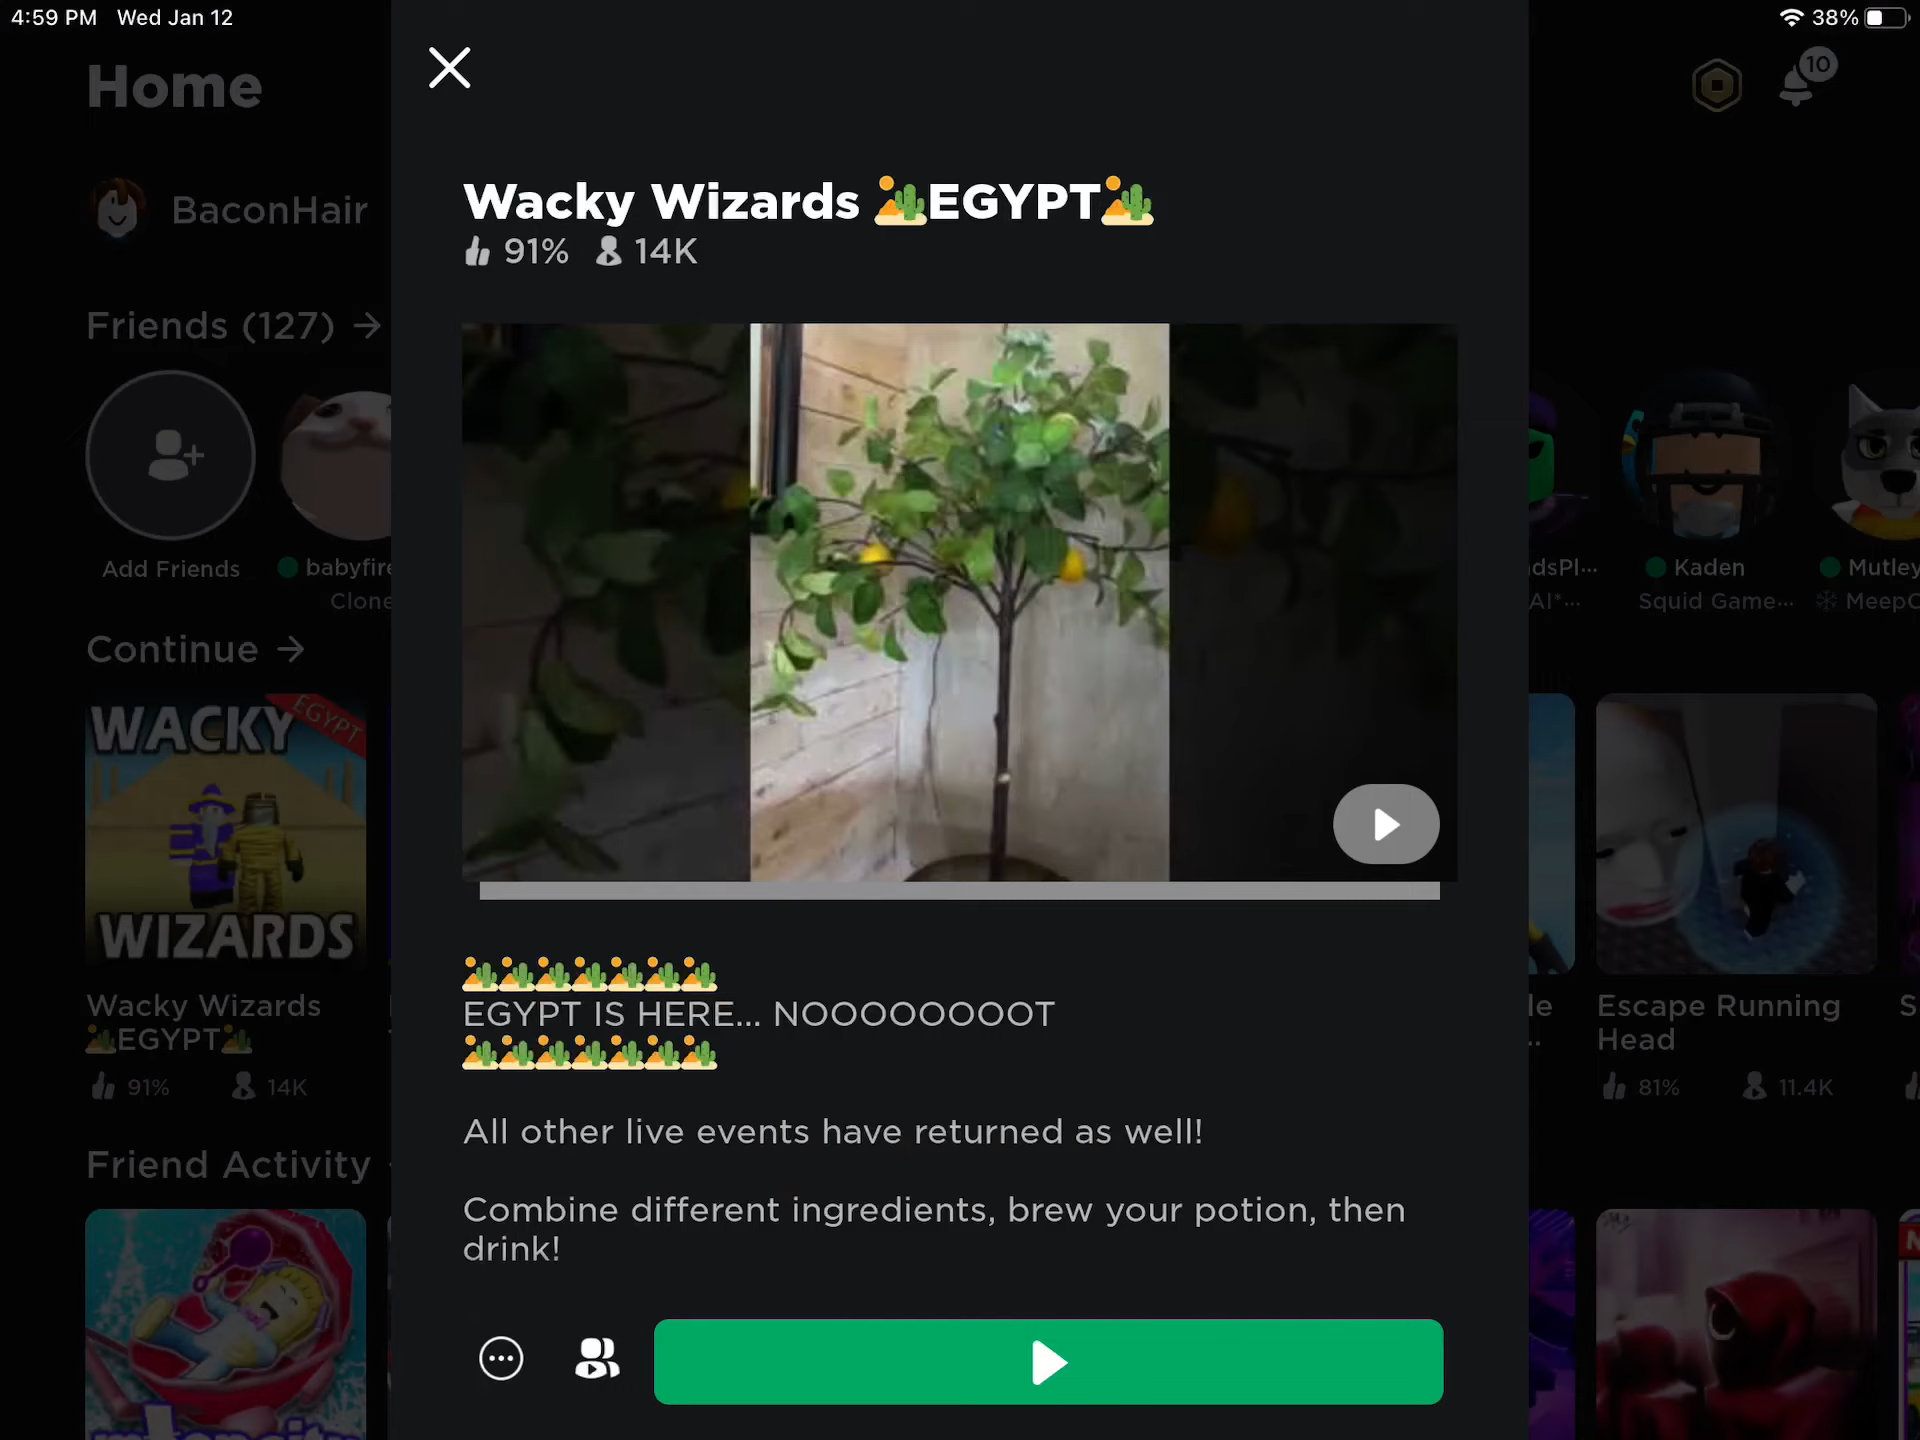 4:59 PM Wed Jan 12
38%
Home
10
BaconHair
Friends (127) →
Add Friends
Kaden
Squid Game...
Mutley
Continue →
WACKY
EGYPT
WIZARDS
Wacky Wizards
🏜️EGYPT🏜️
91% 14K
Escape Running
Head
81% 11.4K
Friend Activity
Wacky Wizards 🏜️EGYPT🏜️
91% 14K
🏜️🏜️🏜️🏜️🏜️🏜️🏜️
EGYPT IS HERE... NOOOOOOOOT
🏜️🏜️🏜️🏜️🏜️🏜️🏜️
All other live events have returned as well!
Combine different ingredients, brew your potion, then
drink!